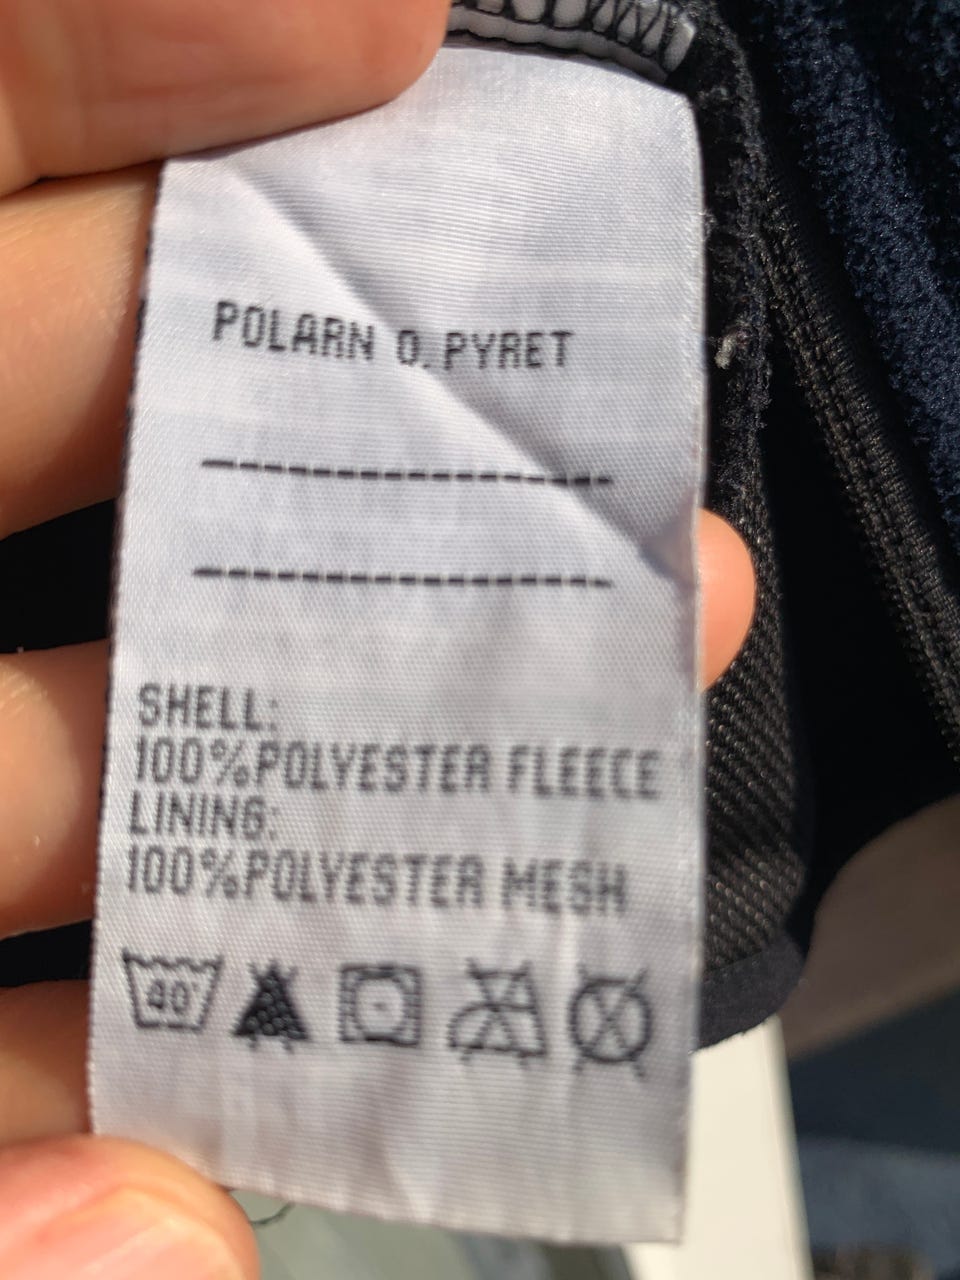 POLARN O. PYRET
SHELL:
100%POLYESTER FLEECE
LINING:
100%POLYESTER MESH
40°